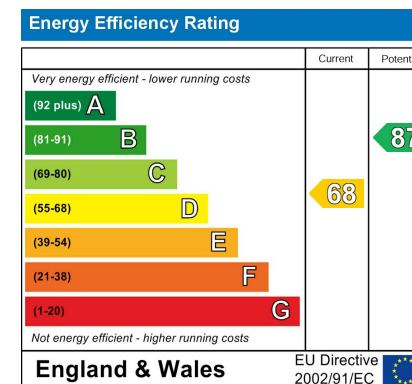 Energy Efficiency Rating
Current Potent
Very energy efficient - lower running costs
(92 plus) A
(81-91) B
87
(69-80) C
68
(55-68) D
(39-54) E
(21-38) F
(1-20) G
Not energy efficient - higher running costs
England & Wales
EU Directive
2002/91/EC